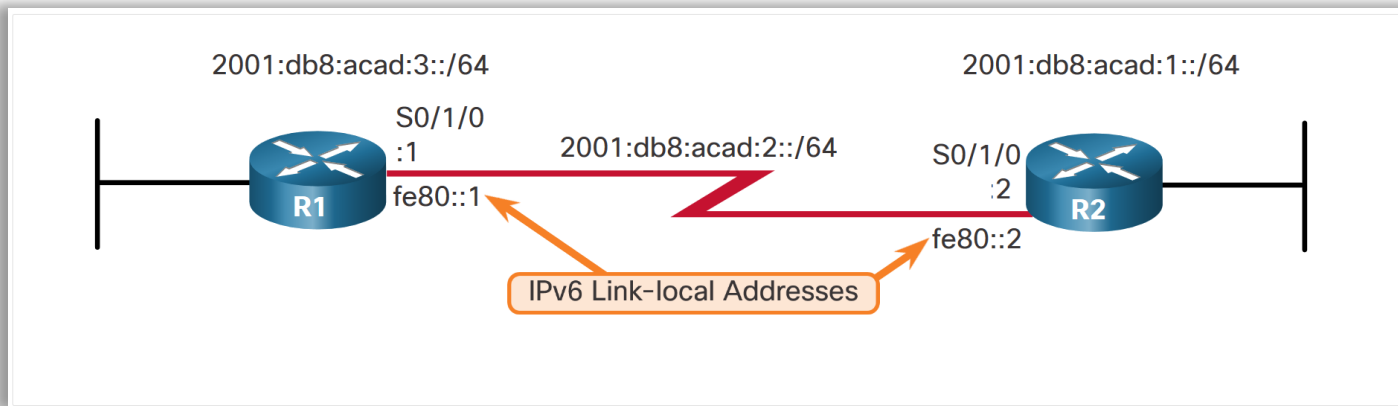 2001:db8:acad:3::/64
2001:db8:acad:1::/64
S0/1/0
:1
fe80::1
R1
2001:db8:acad:2::/64
S0/1/0
:2
fe80::2
R2
IPv6 Link-local Addresses